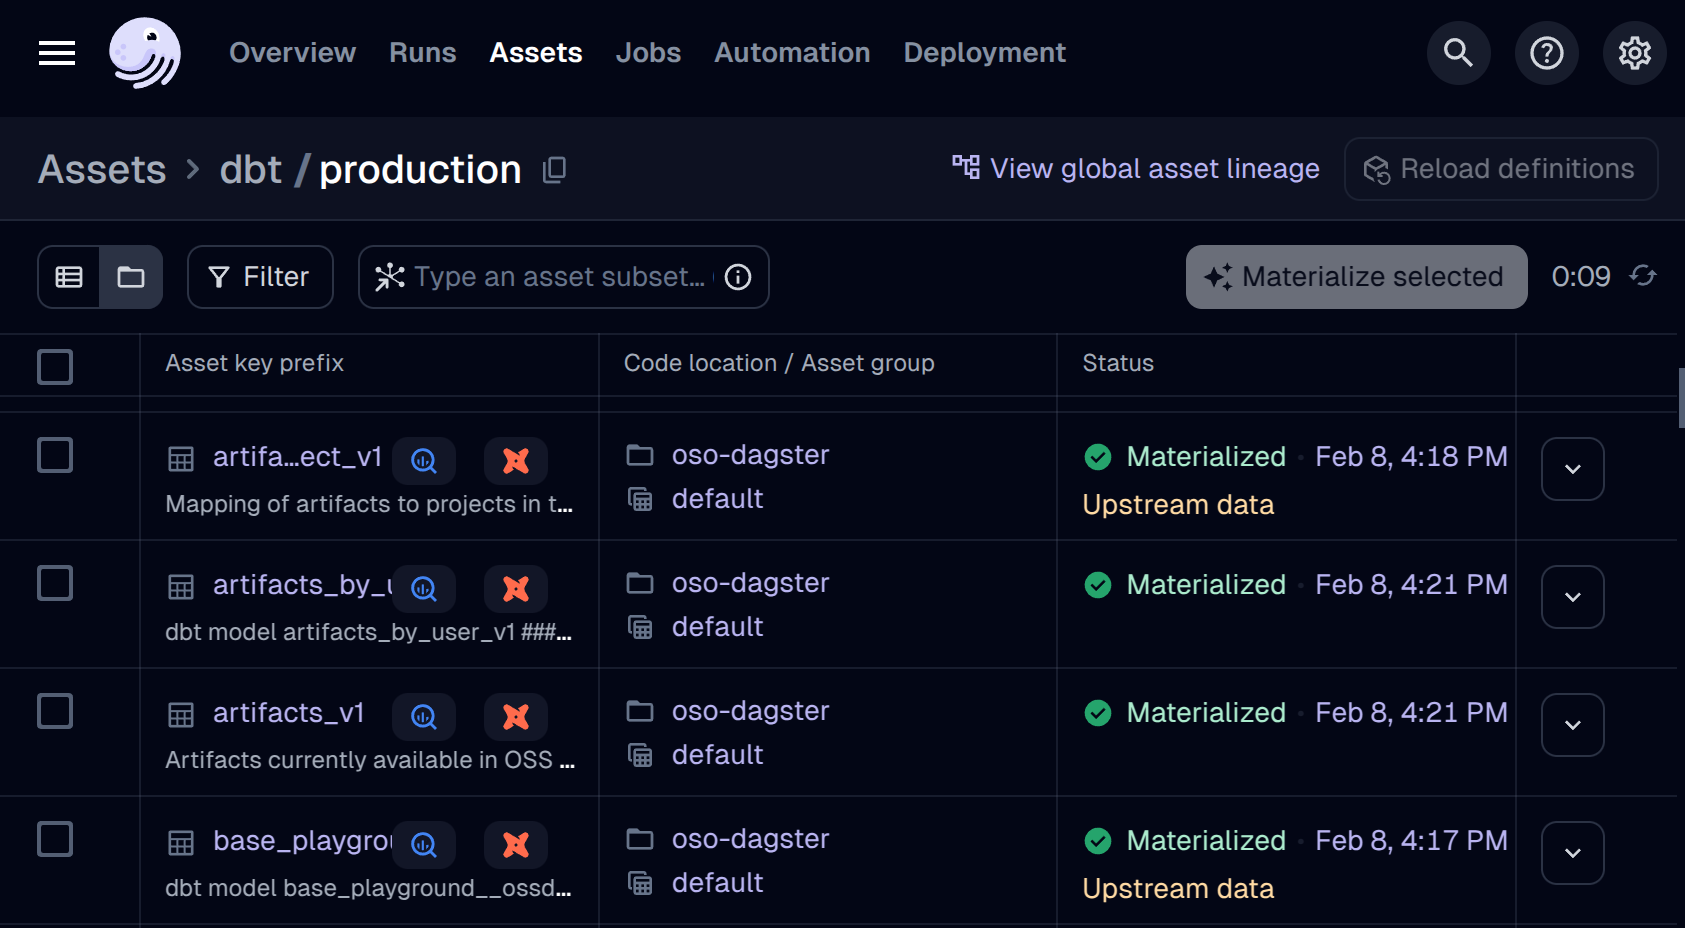 Overview Runs Assets Jobs Automation Deployment
Assets > dbt / production
View global asset lineage
Reload definitions
Filter
Type an asset subset…
Materialize selected
0:09
Asset key prefix
Code location / Asset group
Status
artifa…ect_v1
Mapping of artifacts to projects in t...
oso-dagster
default
Materialized
Feb 8, 4:18 PM
Upstream data
artifacts_by_
dbt model artifacts_by_user_v1 ###...
oso-dagster
default
Materialized
Feb 8, 4:21 PM
artifacts_v1
Artifacts currently available in OSS ...
oso-dagster
default
Materialized
Feb 8, 4:21 PM
base_playgro
dbt model base_playground__ossd...
oso-dagster
default
Materialized
Feb 8, 4:17 PM
Upstream data